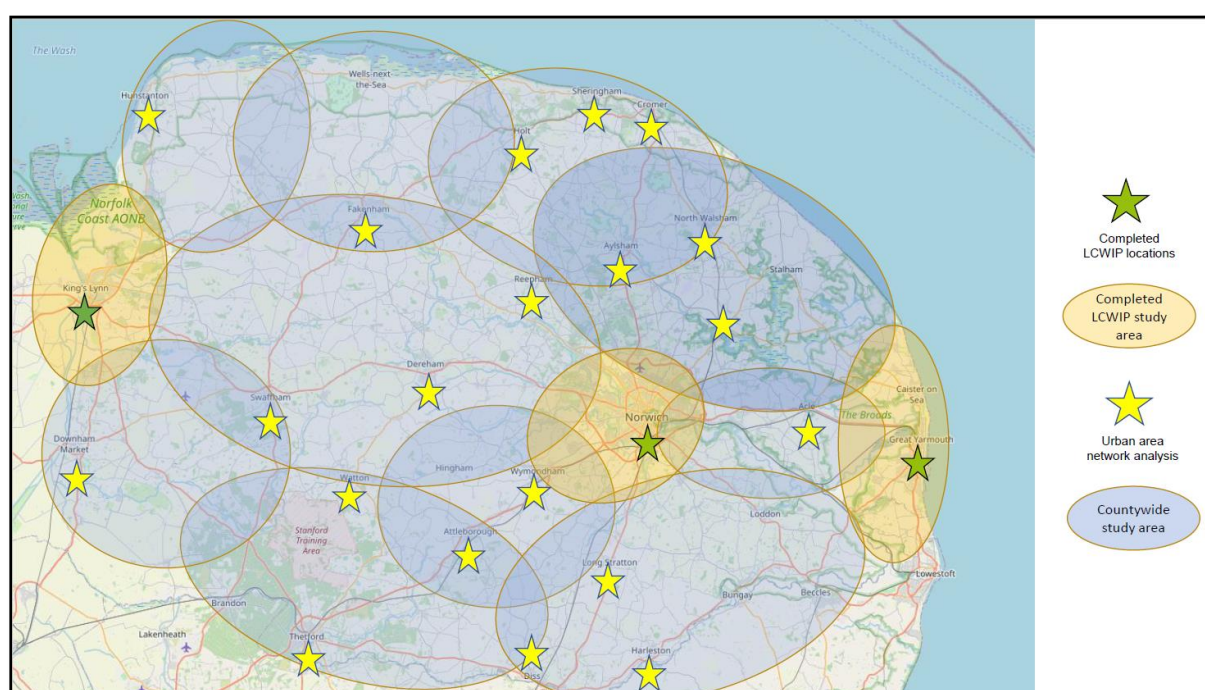 The Wash
Wells-next
-the-Sea
Hunstanton
Sheringham
Cromer
Holt
Norfolk
Coast AONB
Fakenham
North Walsham
Aylsham
Stalham
King's Lynn
Reepham
Dereham
Caister on
Sea
Swaffham
Norwich
Acle
The Broads
Downham
Market
Great Yarmouth
Hingham
Wymondham
Watton
Loddon
Stanford
Training
Area
Attleborough
Long Stratton
Lowestoft
Brandon
Bungay
Beccles
Lakenheath
Thetford
Harleston
Diss
Completed
LCWIP locations
Completed
LCWIP study
area
Urban area
network analysis
Countywide
study area